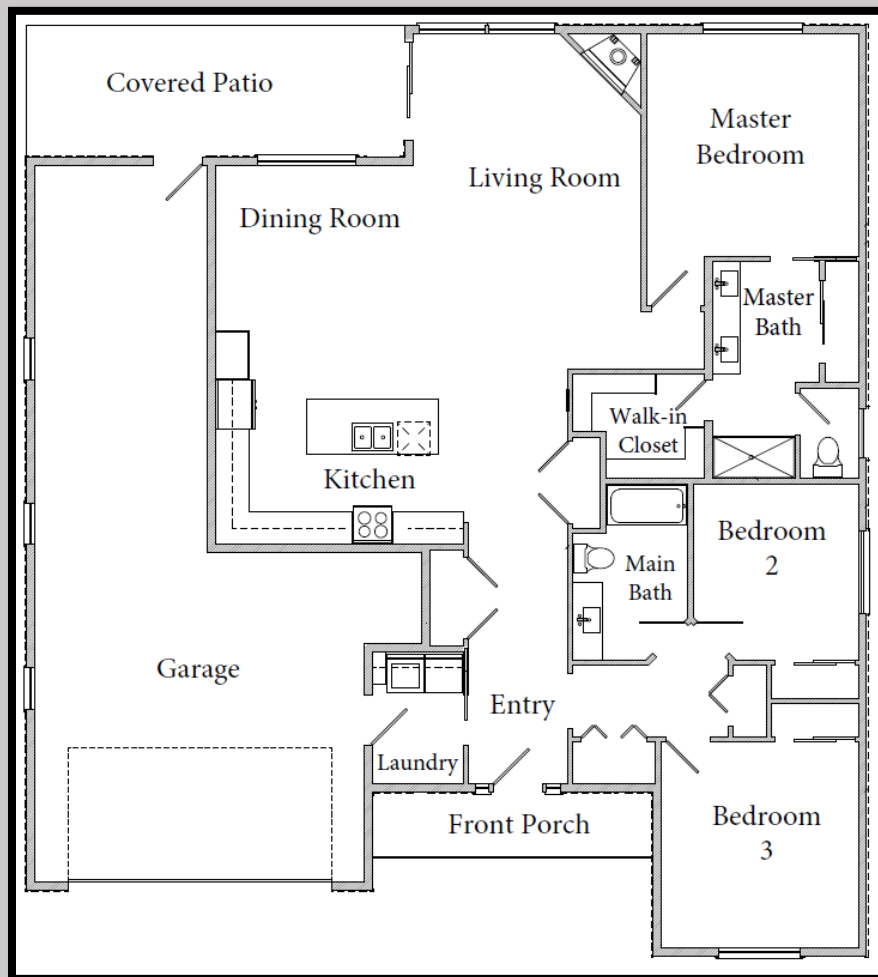 Covered Patio
Living Room
Master
Bedroom
Dining Room
Master
Bath
Walk-in
Closet
Kitchen
Bedroom
2
Main
Bath
Garage
Entry
Laundry
Front Porch
Bedroom
3